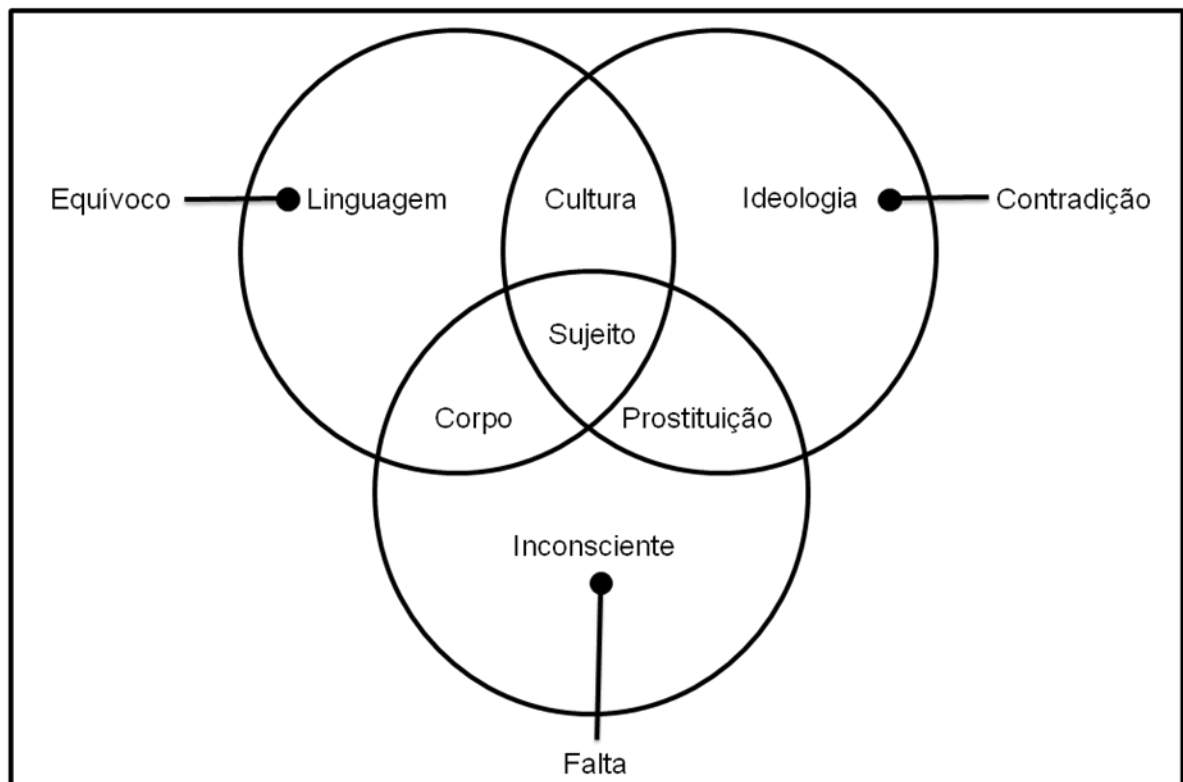 Equívoco
Linguagem
Cultura
Ideologia
Contradição
Sujeito
Corpo
Prostituição
Inconsciente
Falta